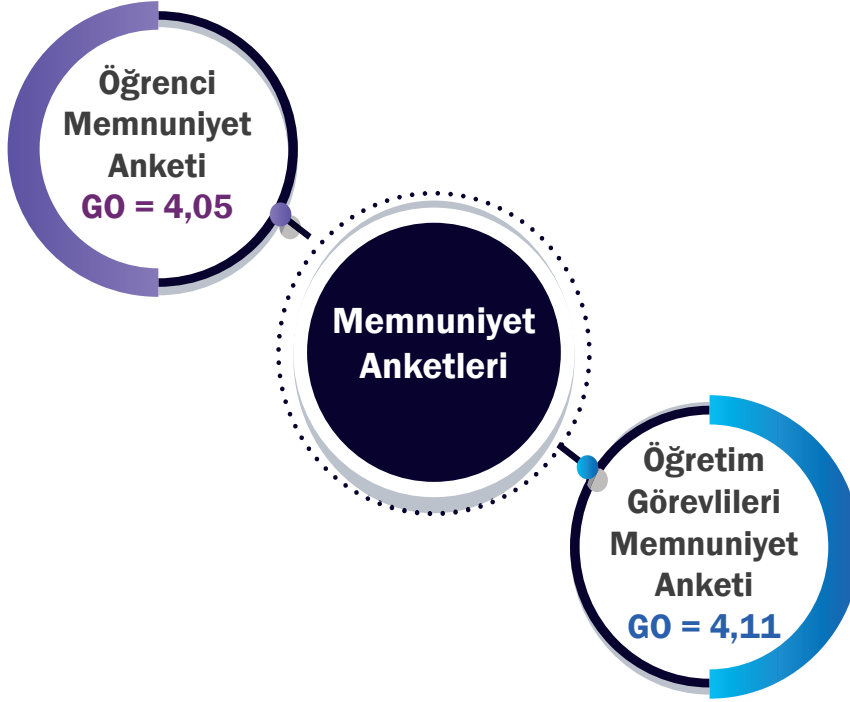 Öğrenci
Memnuniyet
Anketi
GO = 4,05
Memnuniyet
Anketleri
Öğretim
Görevlileri
Memnuniyet
Anketi
GO = 4,11